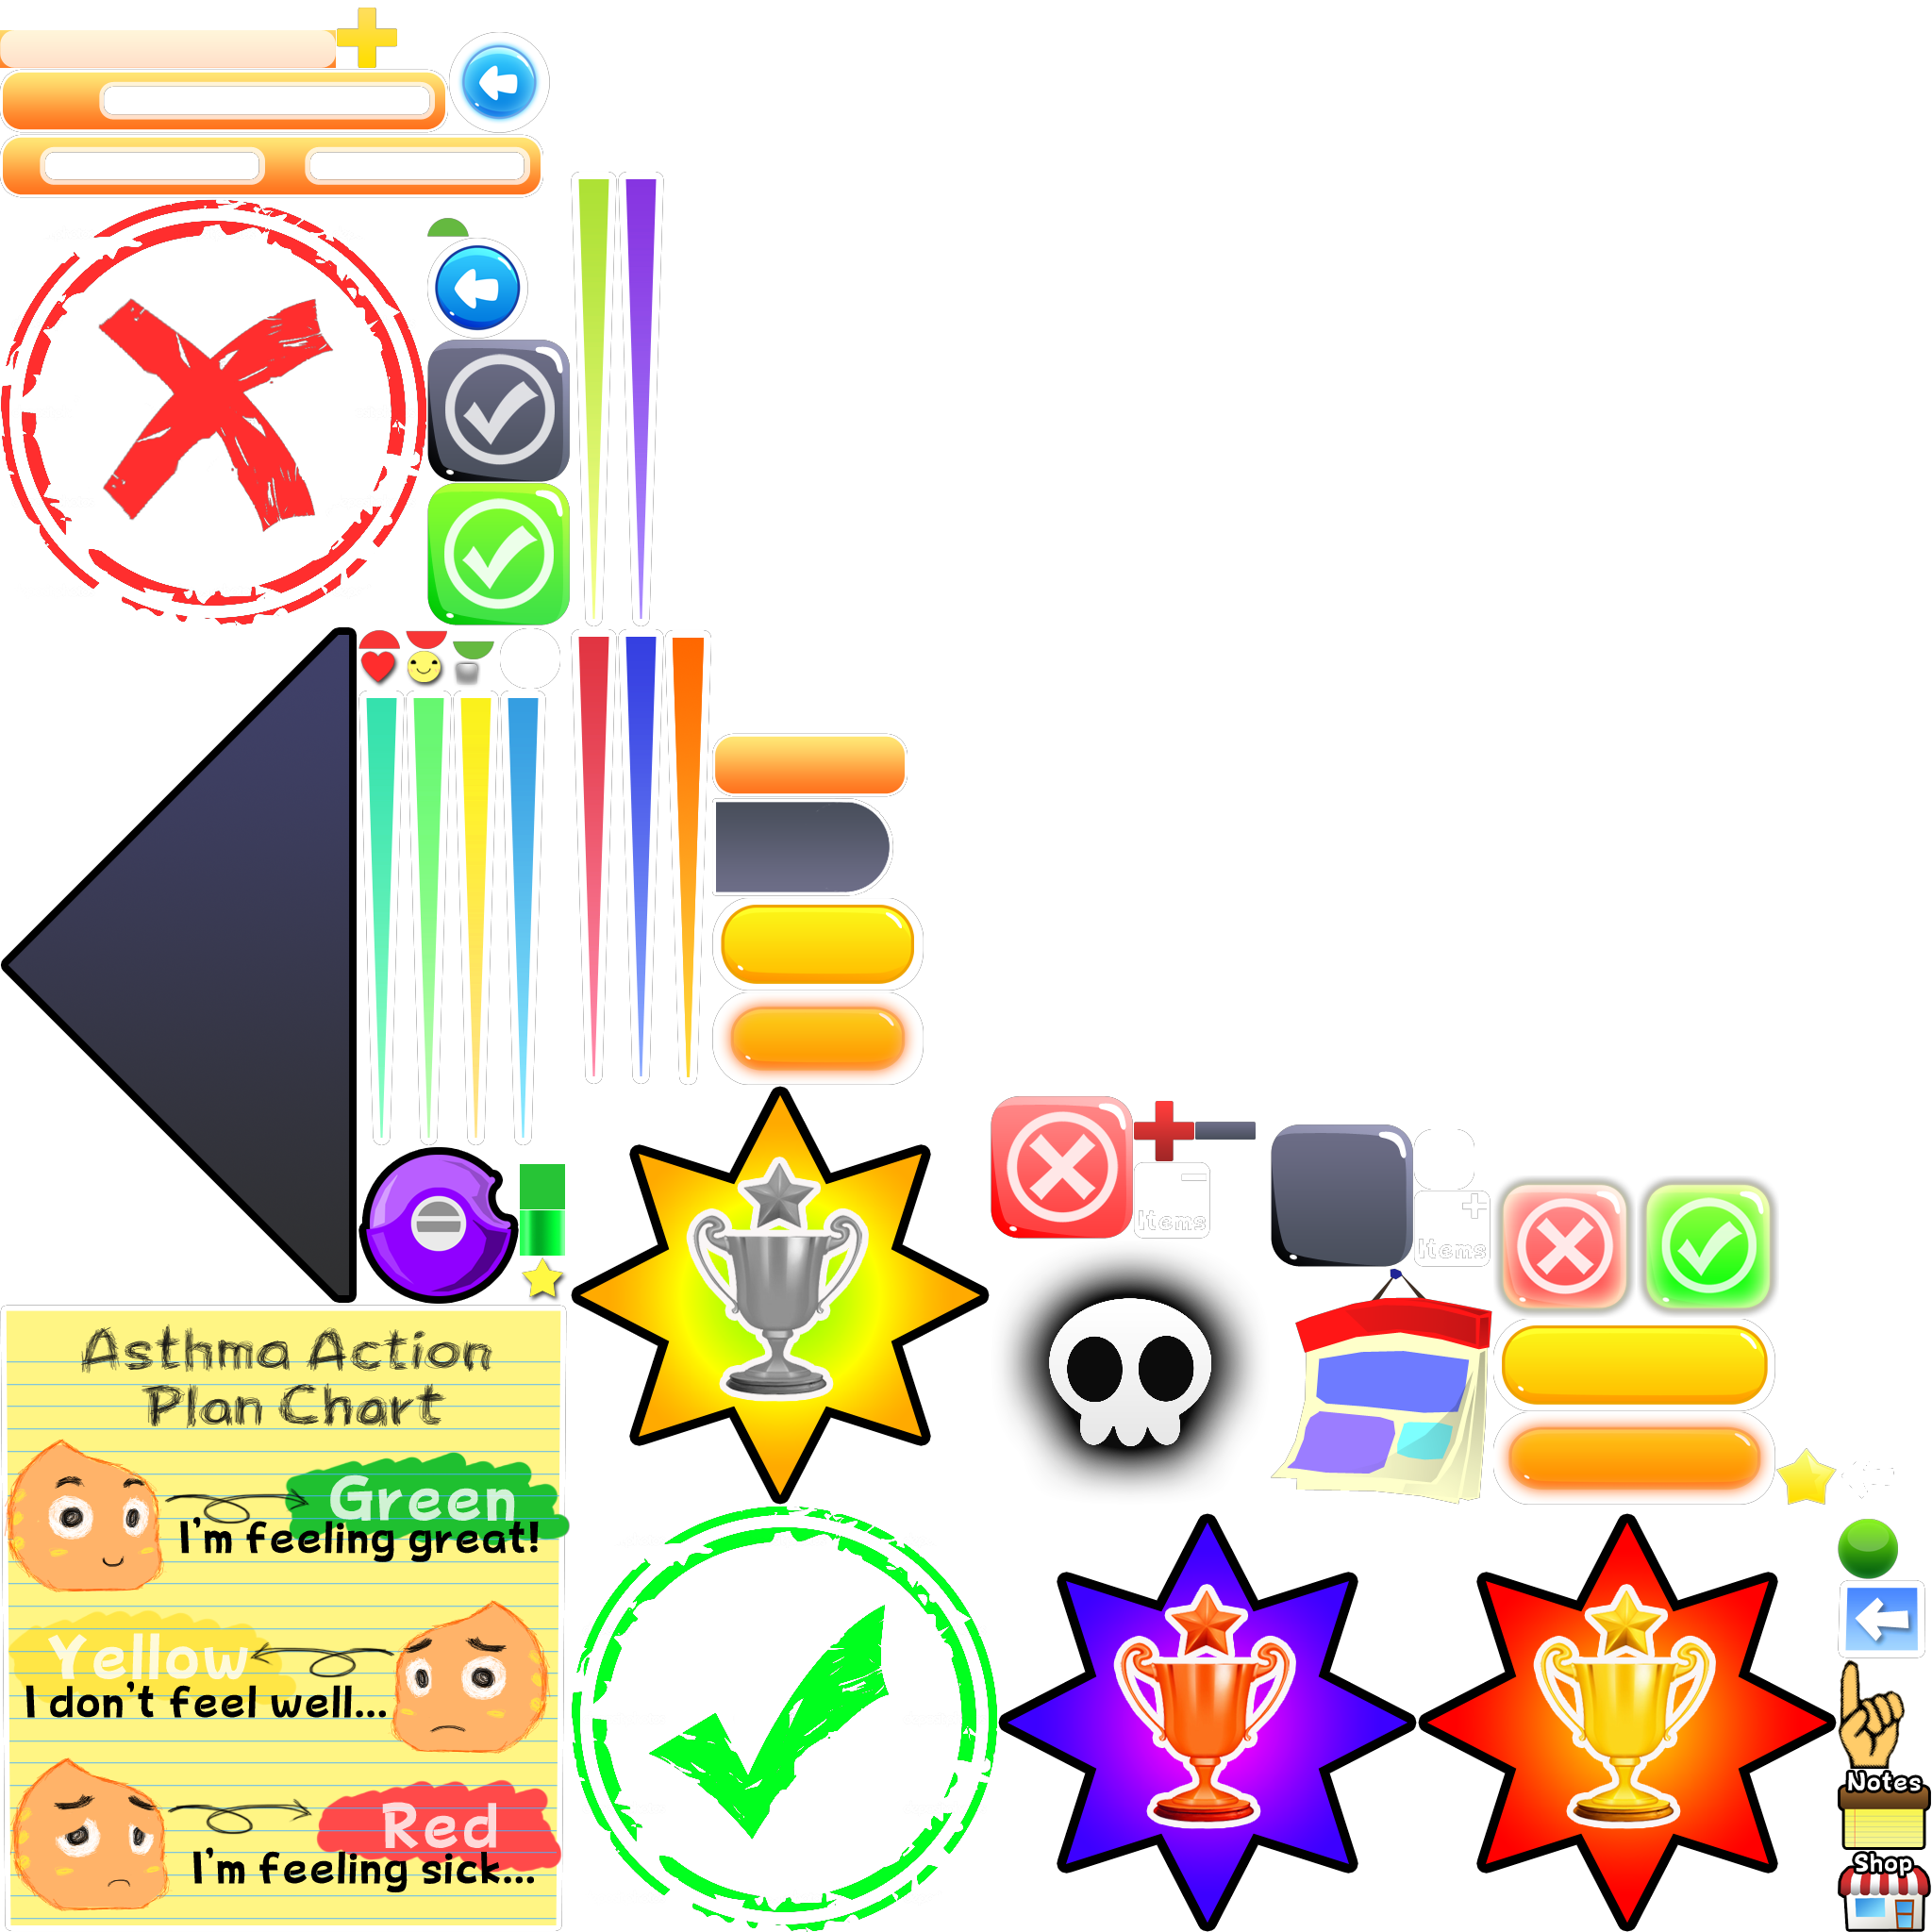 Items
Items
Asthma Action
Plan Chart
Green
I'm feeling great!
Yellow
I don't feel well...
Red
I'm feeling sick...
Notes
Shop